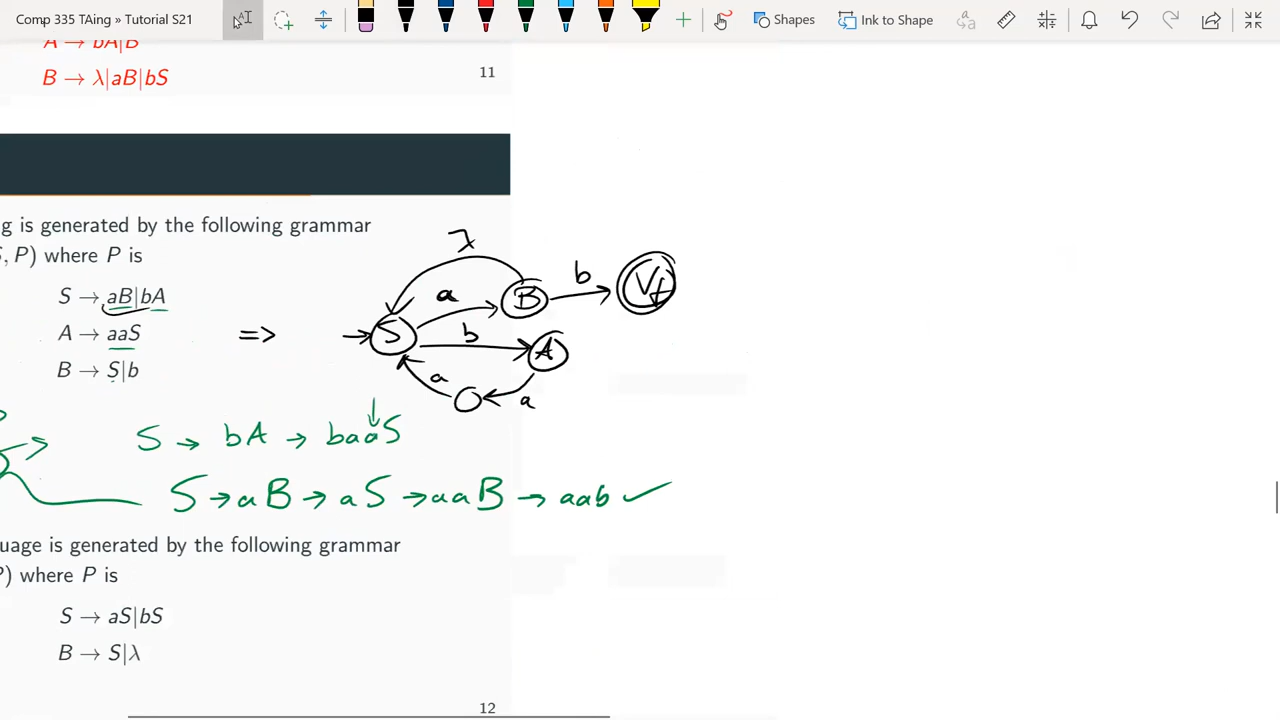 Comp 335 TAing » Tutorial S21
Shapes
Ink to Shape
A → bA|B
B → λ|aB|bS
11
g is generated by the following grammar
, P) where P is
S → aB|bA
A → aaS
B → S|b
=>
λ
a
b
B
V_f
S
b
A
a
a
S → bA → baaS
S → aB → aS → aaB → aab ✓
uage is generated by the following grammar
P) where P is
S → aS|bS
B → S|λ
12